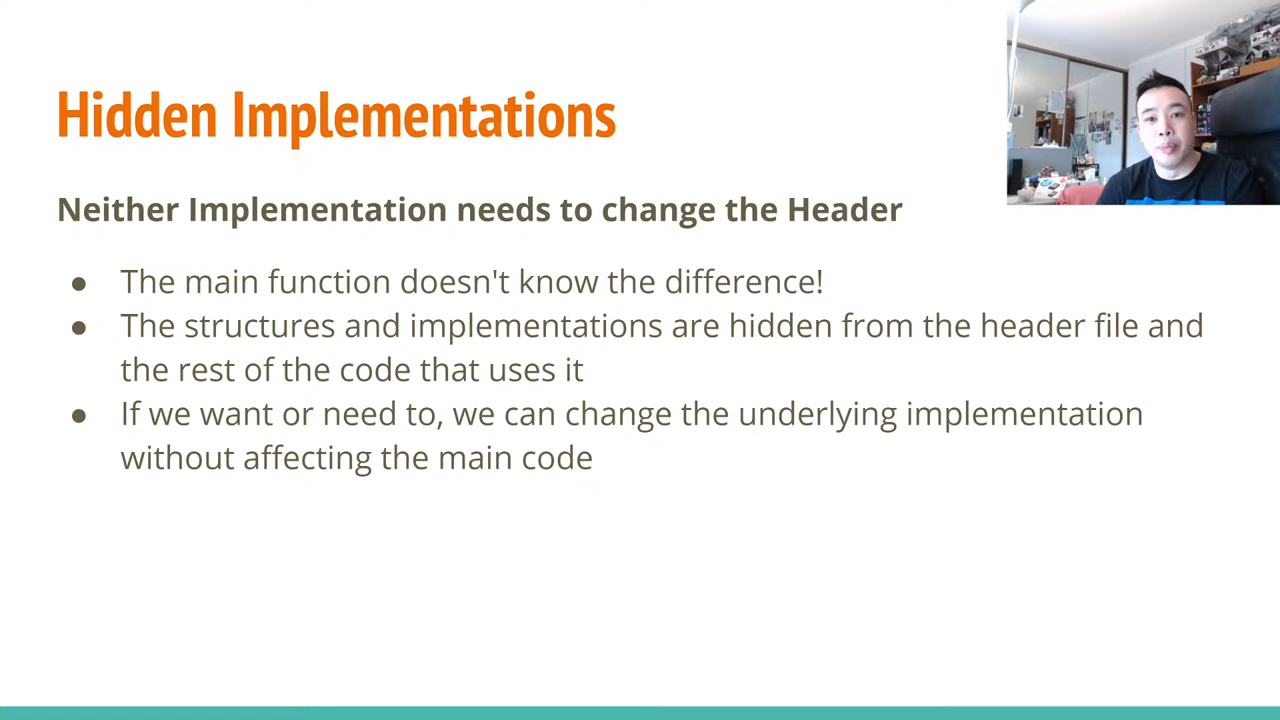 Hidden Implementations
Neither Implementation needs to change the Header
● The main function doesn't know the difference!
● The structures and implementations are hidden from the header file and
the rest of the code that uses it
● If we want or need to, we can change the underlying implementation
without affecting the main code